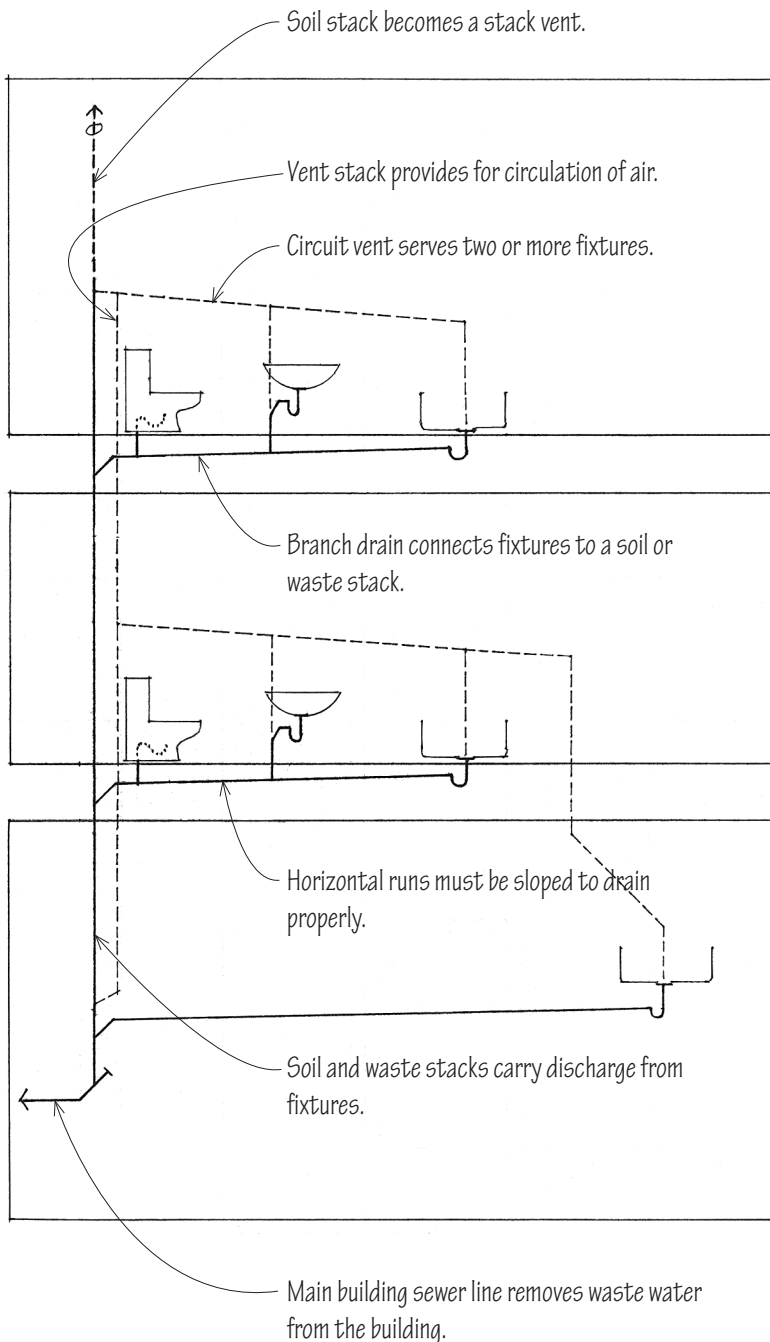 Soil stack becomes a stack vent.
Vent stack provides for circulation of air.
Circuit vent serves two or more fixtures.
Branch drain connects fixtures to a soil or
waste stack.
Horizontal runs must be sloped to drain
properly.
Soil and waste stacks carry discharge from
fixtures.
Main building sewer line removes waste water
from the building.